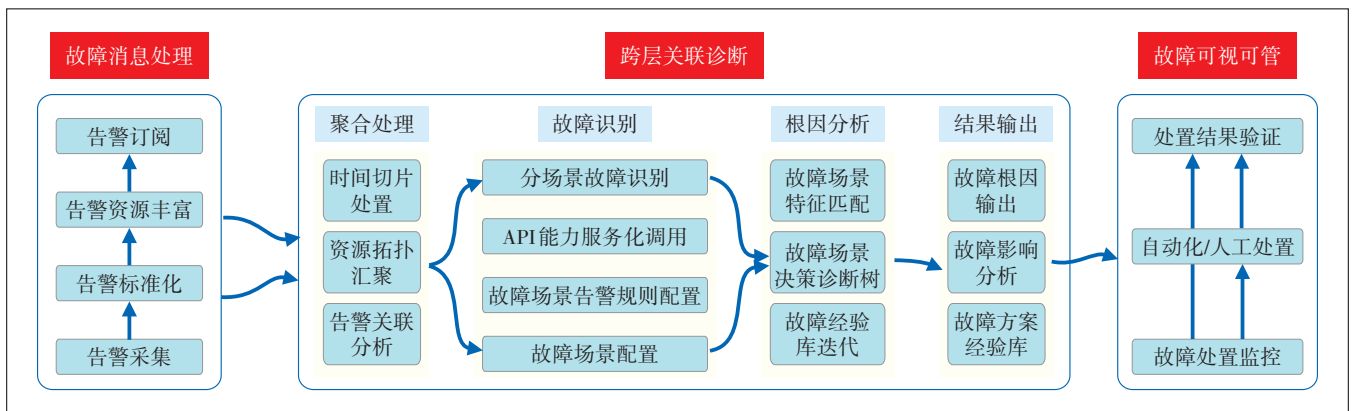 故障消息处理
跨层关联诊断
故障可视可管
告警订阅
告警资源丰富
告警标准化
告警采集
聚合处理
时间切片
处置
资源拓扑
汇聚
告警关联
分析
故障识别
分场景故障识别
API能力服务化调用
故障场景告警规则配置
故障场景配置
根因分析
故障场景
特征匹配
故障场景
决策诊断树
故障经验
库迭代
结果输出
故障根因
输出
故障影响
分析
故障方案
经验库
处置结果验证
自动化/人工处置
故障处置监控